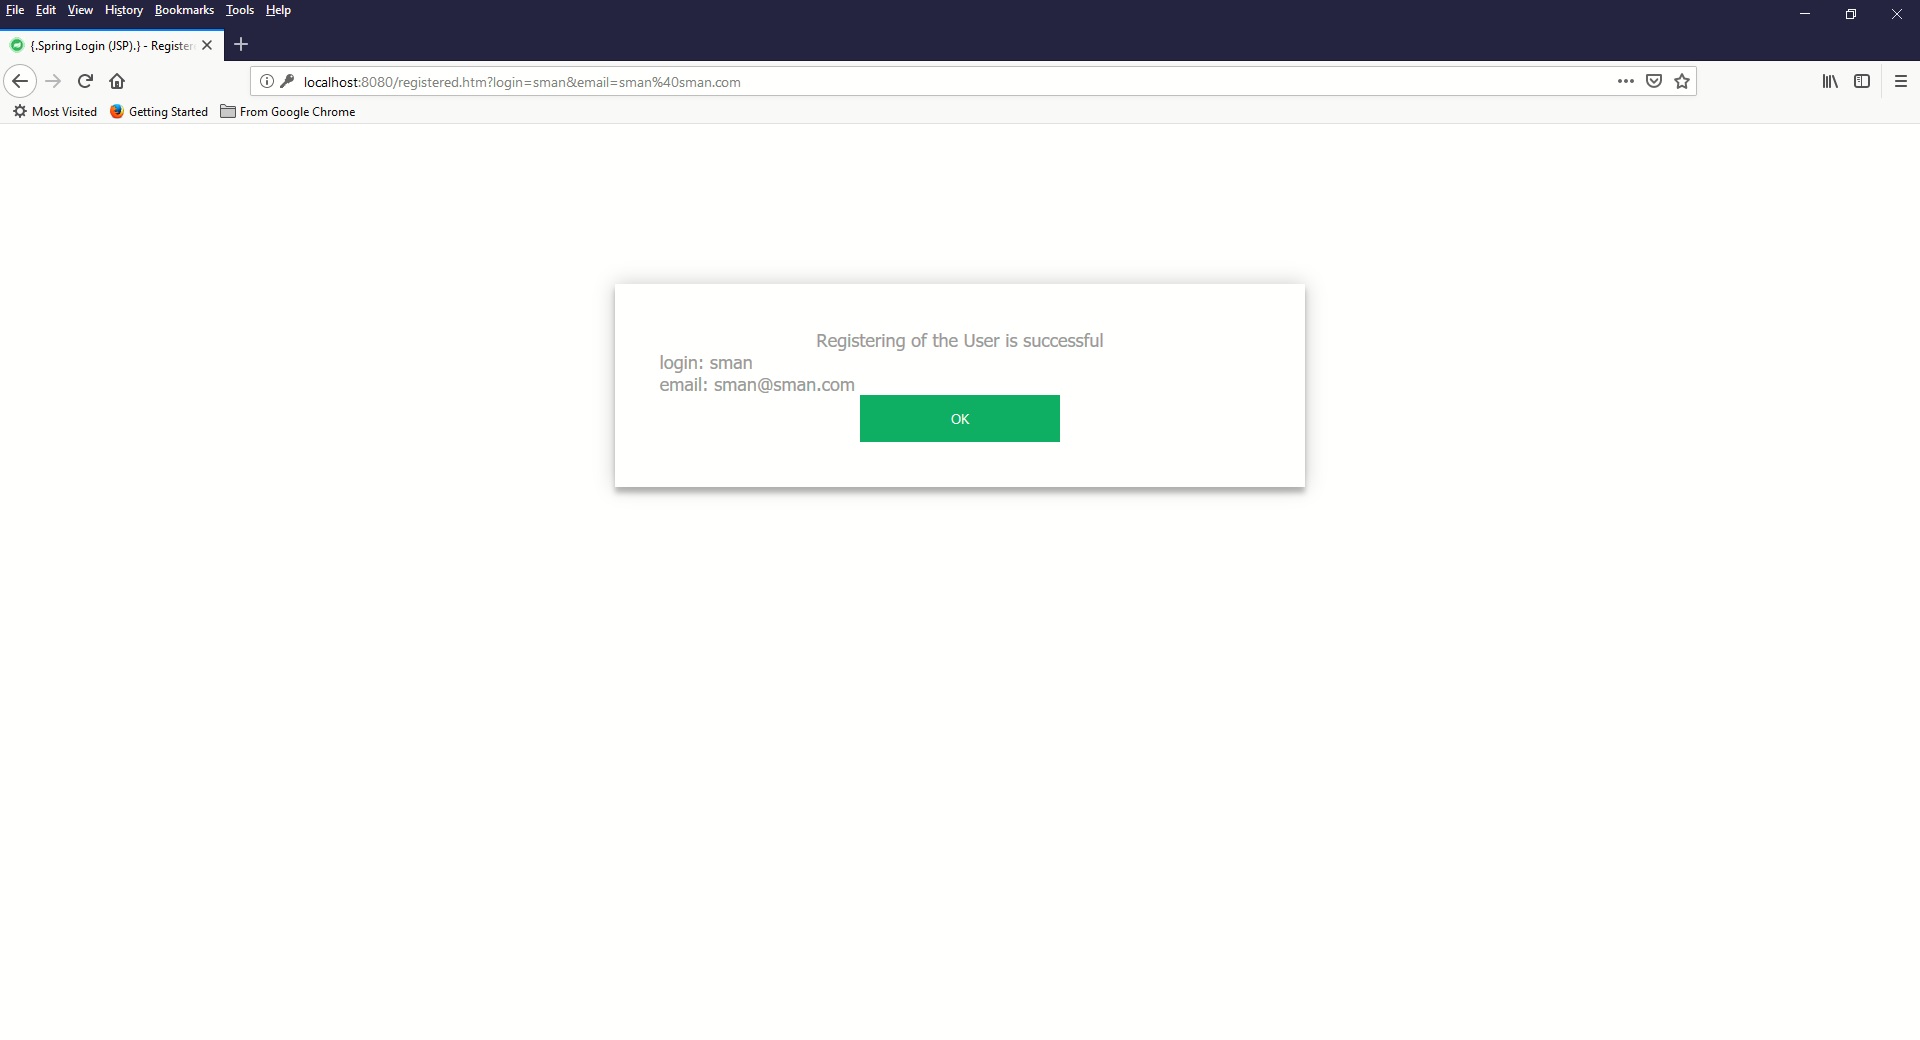 File Edit View History Bookmarks Tools Help
{.Spring Login (JSP).} - Register
localhost:8080/registered.htm?login=sman&email=sman%40sman.com
Most Visited Getting Started From Google Chrome
Registering of the User is successful
login: sman
email: sman@sman.com
OK